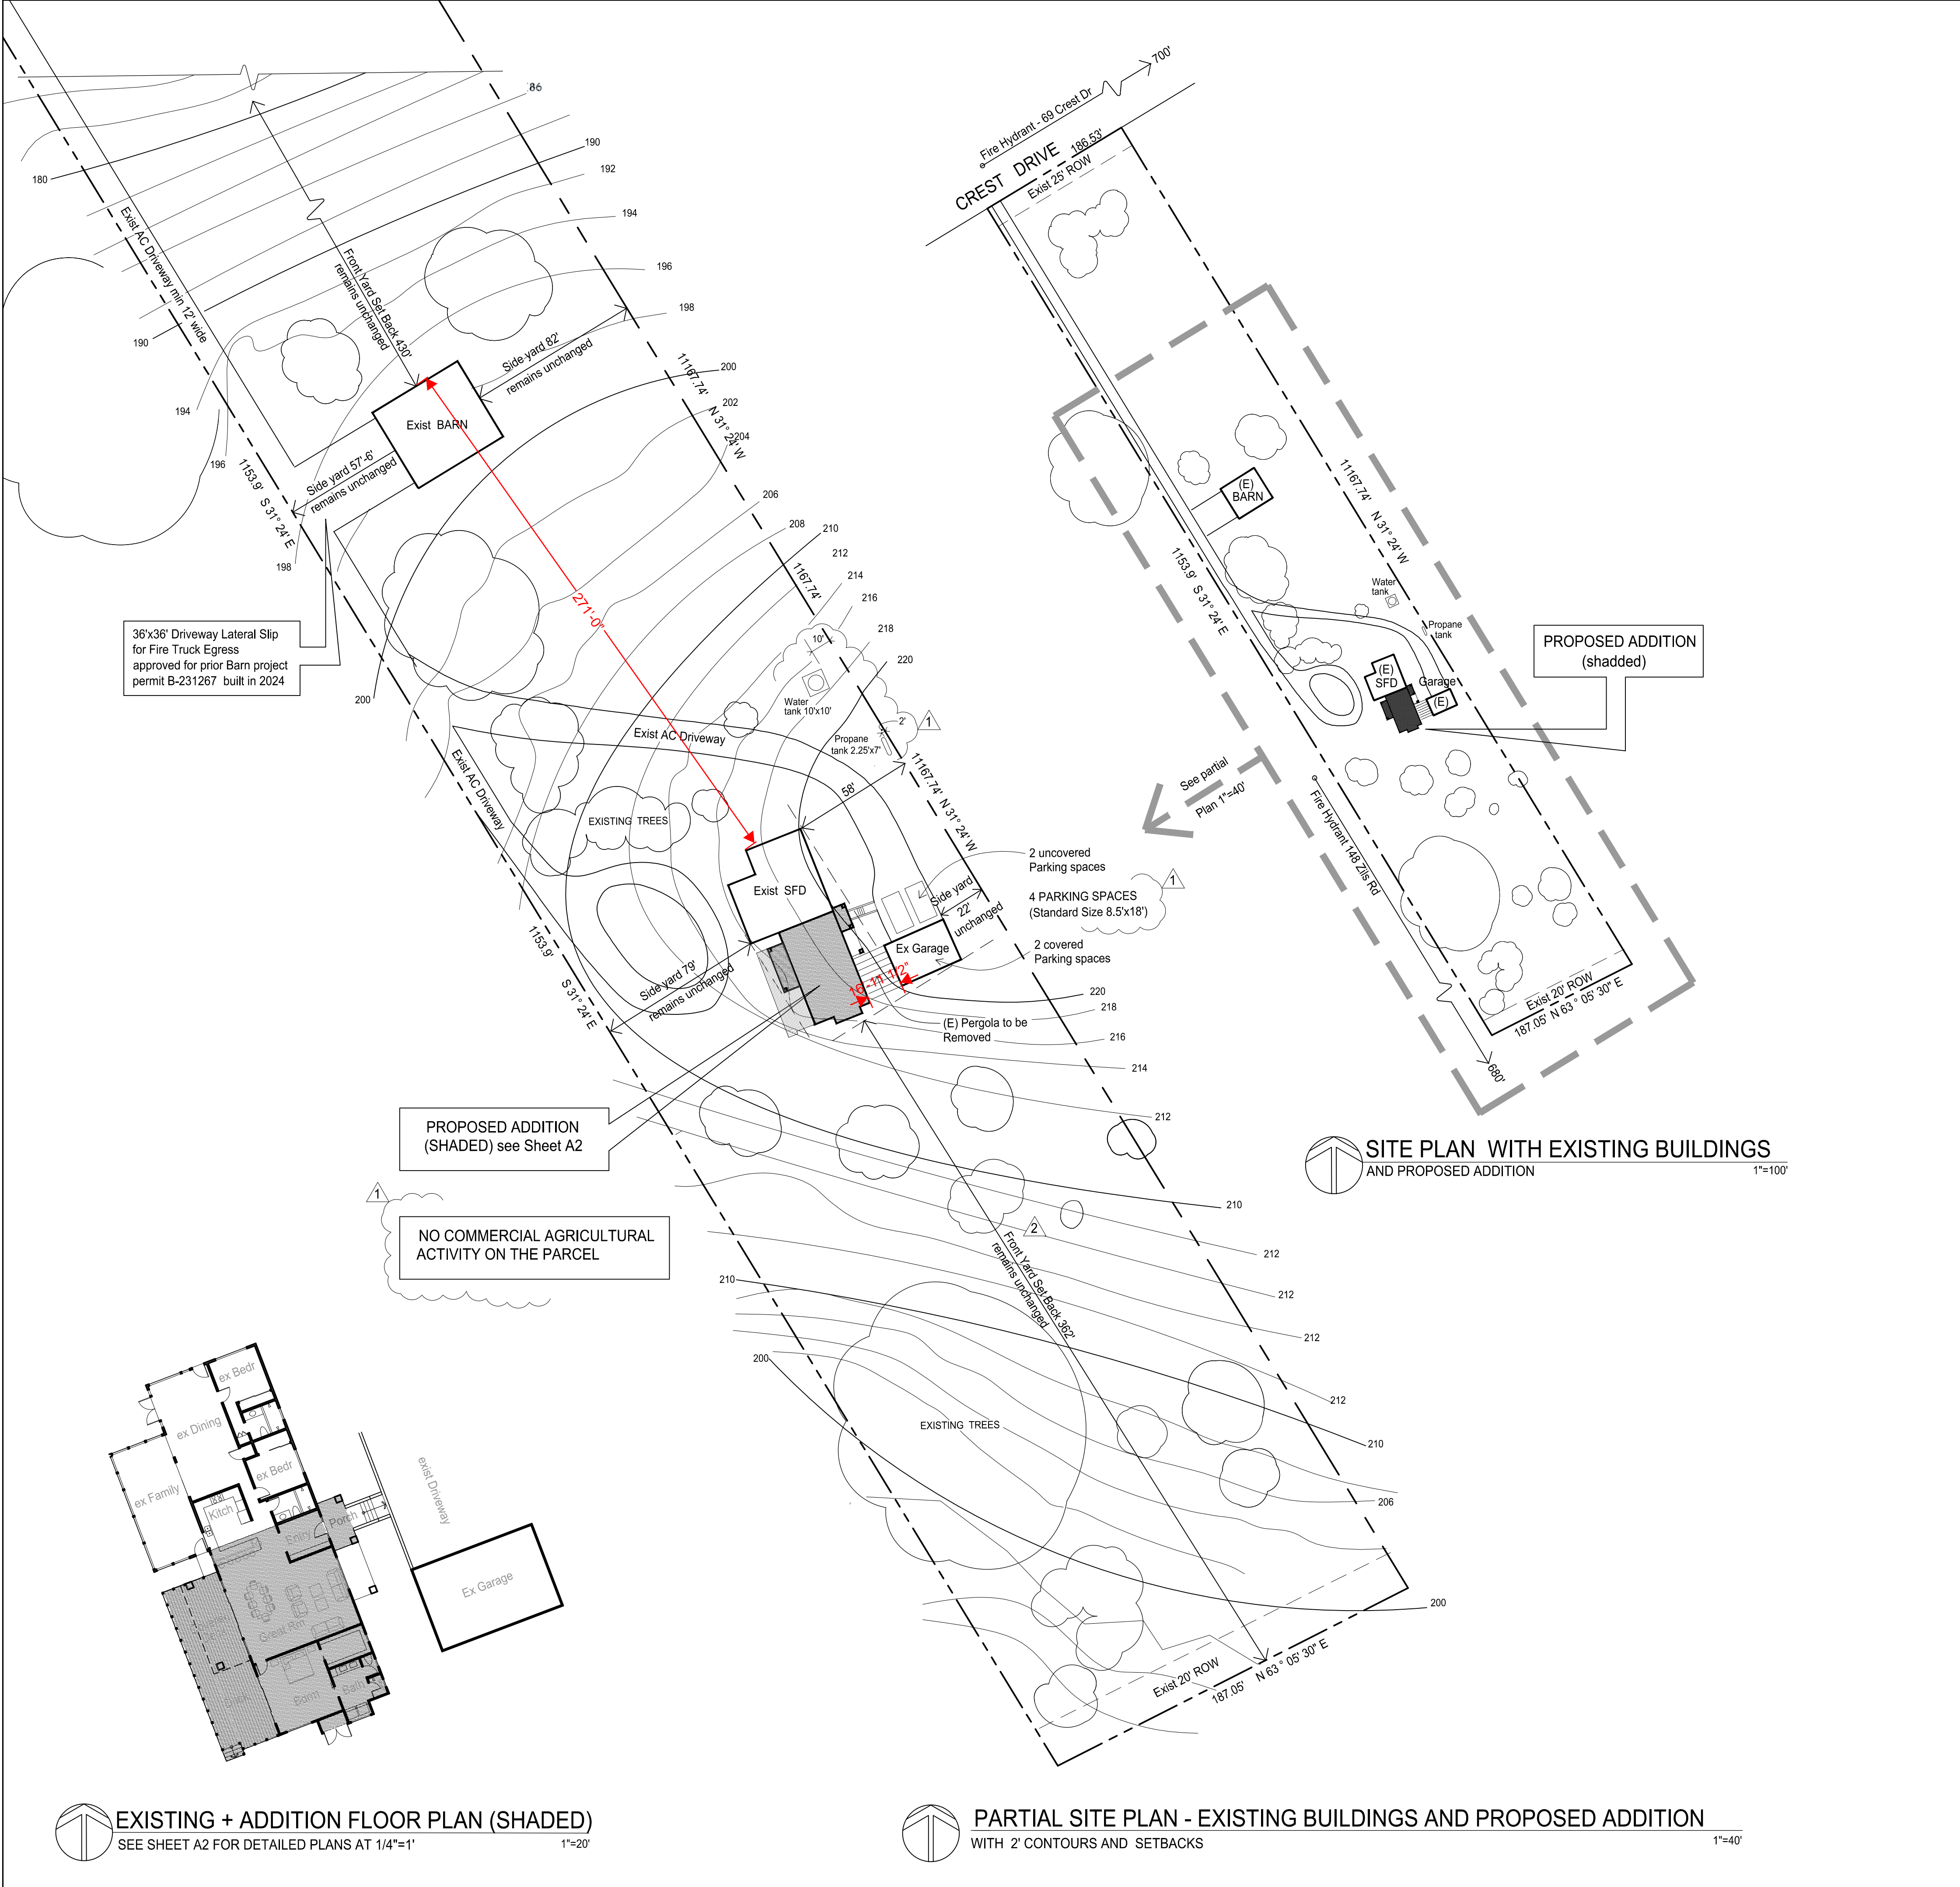 86
190
192
194
196
198
200
202
204
206
208
210
212
214
216
218
220
180
190
194
196
198
200
Exist AC Driveway min 12' wide
Front Yard Set Back 430'
remains unchanged
Side yard 82'
remains unchanged
Exist BARN
Side yard 57'-6'
remains unchanged
11167.74' N 31° 24' W
1153.9' S 31° 24' E
271'-0"
1167.74'
36'x36' Driveway Lateral Slip
for Fire Truck Egress
approved for prior Barn project
permit B-231267 built in 2024
10'
Water
tank 10'x10'
2'
1
Propane
tank 2.25'x7'
Exist AC Driveway
Exist AC Driveway
58'
11167.74' N 31° 24' W
EXISTING TREES
Exist SFD
2 uncovered
Parking spaces
1
4 PARKING SPACES
(Standard Size 8.5'x18')
Side yard
22'
unchanged
Ex Garage
2 covered
Parking spaces
16'-11 1/2"
Side yard 79'
remains unchanged
1153.9' S 31° 24' E
220
218
216
214
212
(E) Pergola to be
Removed
PROPOSED ADDITION
(SHADED) see Sheet A2
1
NO COMMERCIAL AGRICULTURAL
ACTIVITY ON THE PARCEL
2
Front Yard Set Back 362'
remains unchanged
210
212
212
212
212
210
206
200
210
200
EXISTING TREES
Exist 20' ROW
187.05' N 63 ° 05' 30" E
Fire Hydrant - 69 Crest Dr
700'
CREST DRIVE
186.53'
Exist 25' ROW
(E)
BARN
11167.74' N 31° 24' W
1153.9' S 31° 24' E
Water
tank
Propane
tank
(E)
SFD
Garage
(E)
PROPOSED ADDITION
(shadded)
See partial
Plan 1"=40'
Fire Hydrant 148 Zils Rd
680'
Exist 20' ROW
187.05' N 63 ° 05' 30" E
SITE PLAN WITH EXISTING BUILDINGS
AND PROPOSED ADDITION
1"=100'
ex Bedr
ex Dining
ex Bedr
ex Family
Kitch
Entry
Porch
exist Driveway
Ex Garage
Great Rm
Deck
Bdrm
Bath
EXISTING + ADDITION FLOOR PLAN (SHADED)
SEE SHEET A2 FOR DETAILED PLANS AT 1/4"=1'
1"=20'
PARTIAL SITE PLAN - EXISTING BUILDINGS AND PROPOSED ADDITION
WITH 2' CONTOURS AND SETBACKS
1"=40'